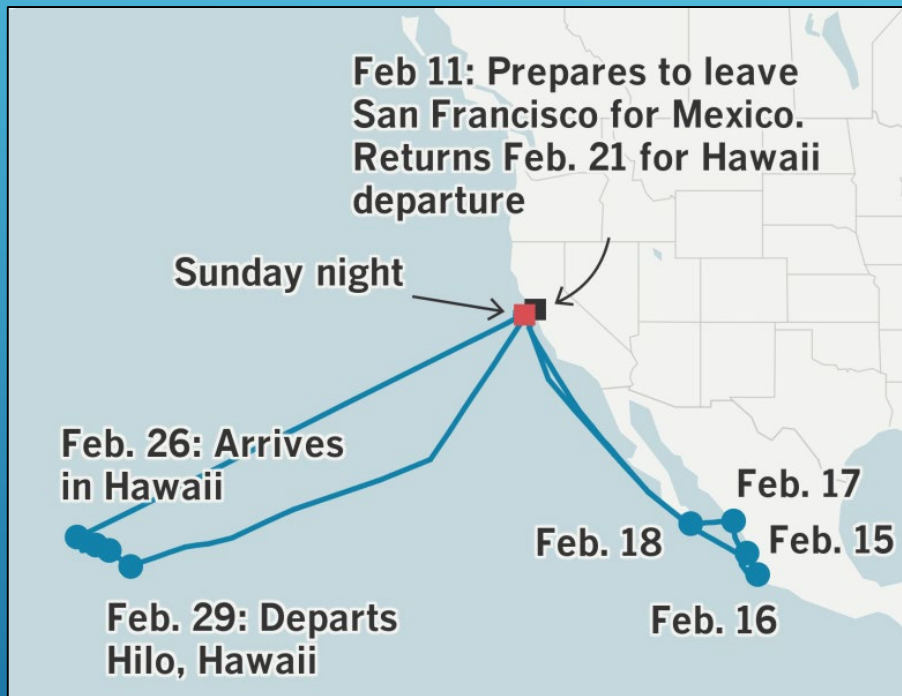 Feb 11: Prepares to leave
San Francisco for Mexico.
Returns Feb. 21 for Hawaii
departure
Sunday night
Feb. 26: Arrives
in Hawaii
Feb. 17
Feb. 18
Feb. 15
Feb. 16
Feb. 29: Departs
Hilo, Hawaii